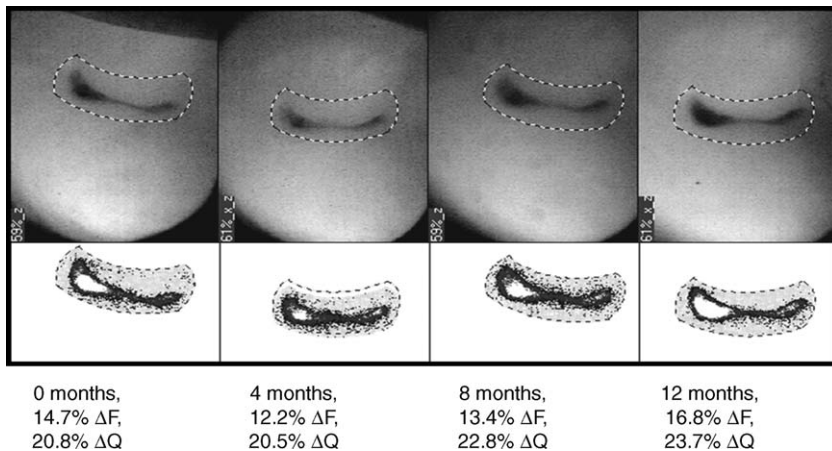 59%_z
61%_x_z
59%_z
61%_x_z
0 months,
14.7% ΔF,
20.8% ΔQ
4 months,
12.2% ΔF,
20.5% ΔQ
8 months,
13.4% ΔF,
22.8% ΔQ
12 months,
16.8% ΔF,
23.7% ΔQ